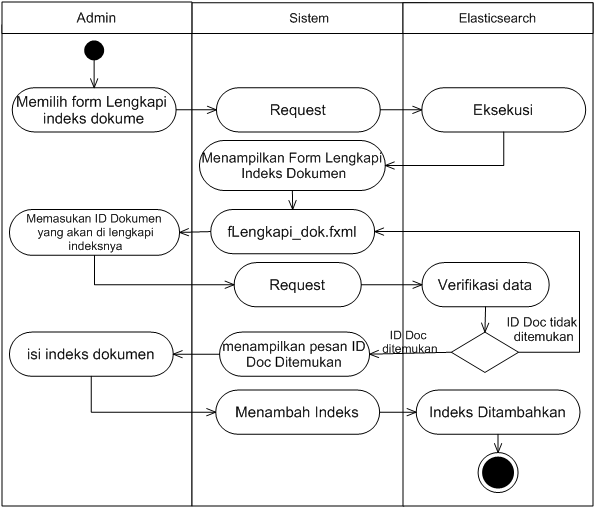 Admin
Sistem
Elasticsearch
Memilih form Lengkapi
indeks dokume
Request
Eksekusi
Menampilkan Form Lengkapi
Indeks Dokumen
Memasukan ID Dokumen
yang akan di lengkapi
indeksnya
fLengkapi_dok.fxml
Request
Verifikasi data
ID Doc tidak
ditemukan
ID Doc
ditemukan
isi indeks dokumen
menampilkan pesan ID
Doc Ditemukan
Menambah Indeks
Indeks Ditambahkan